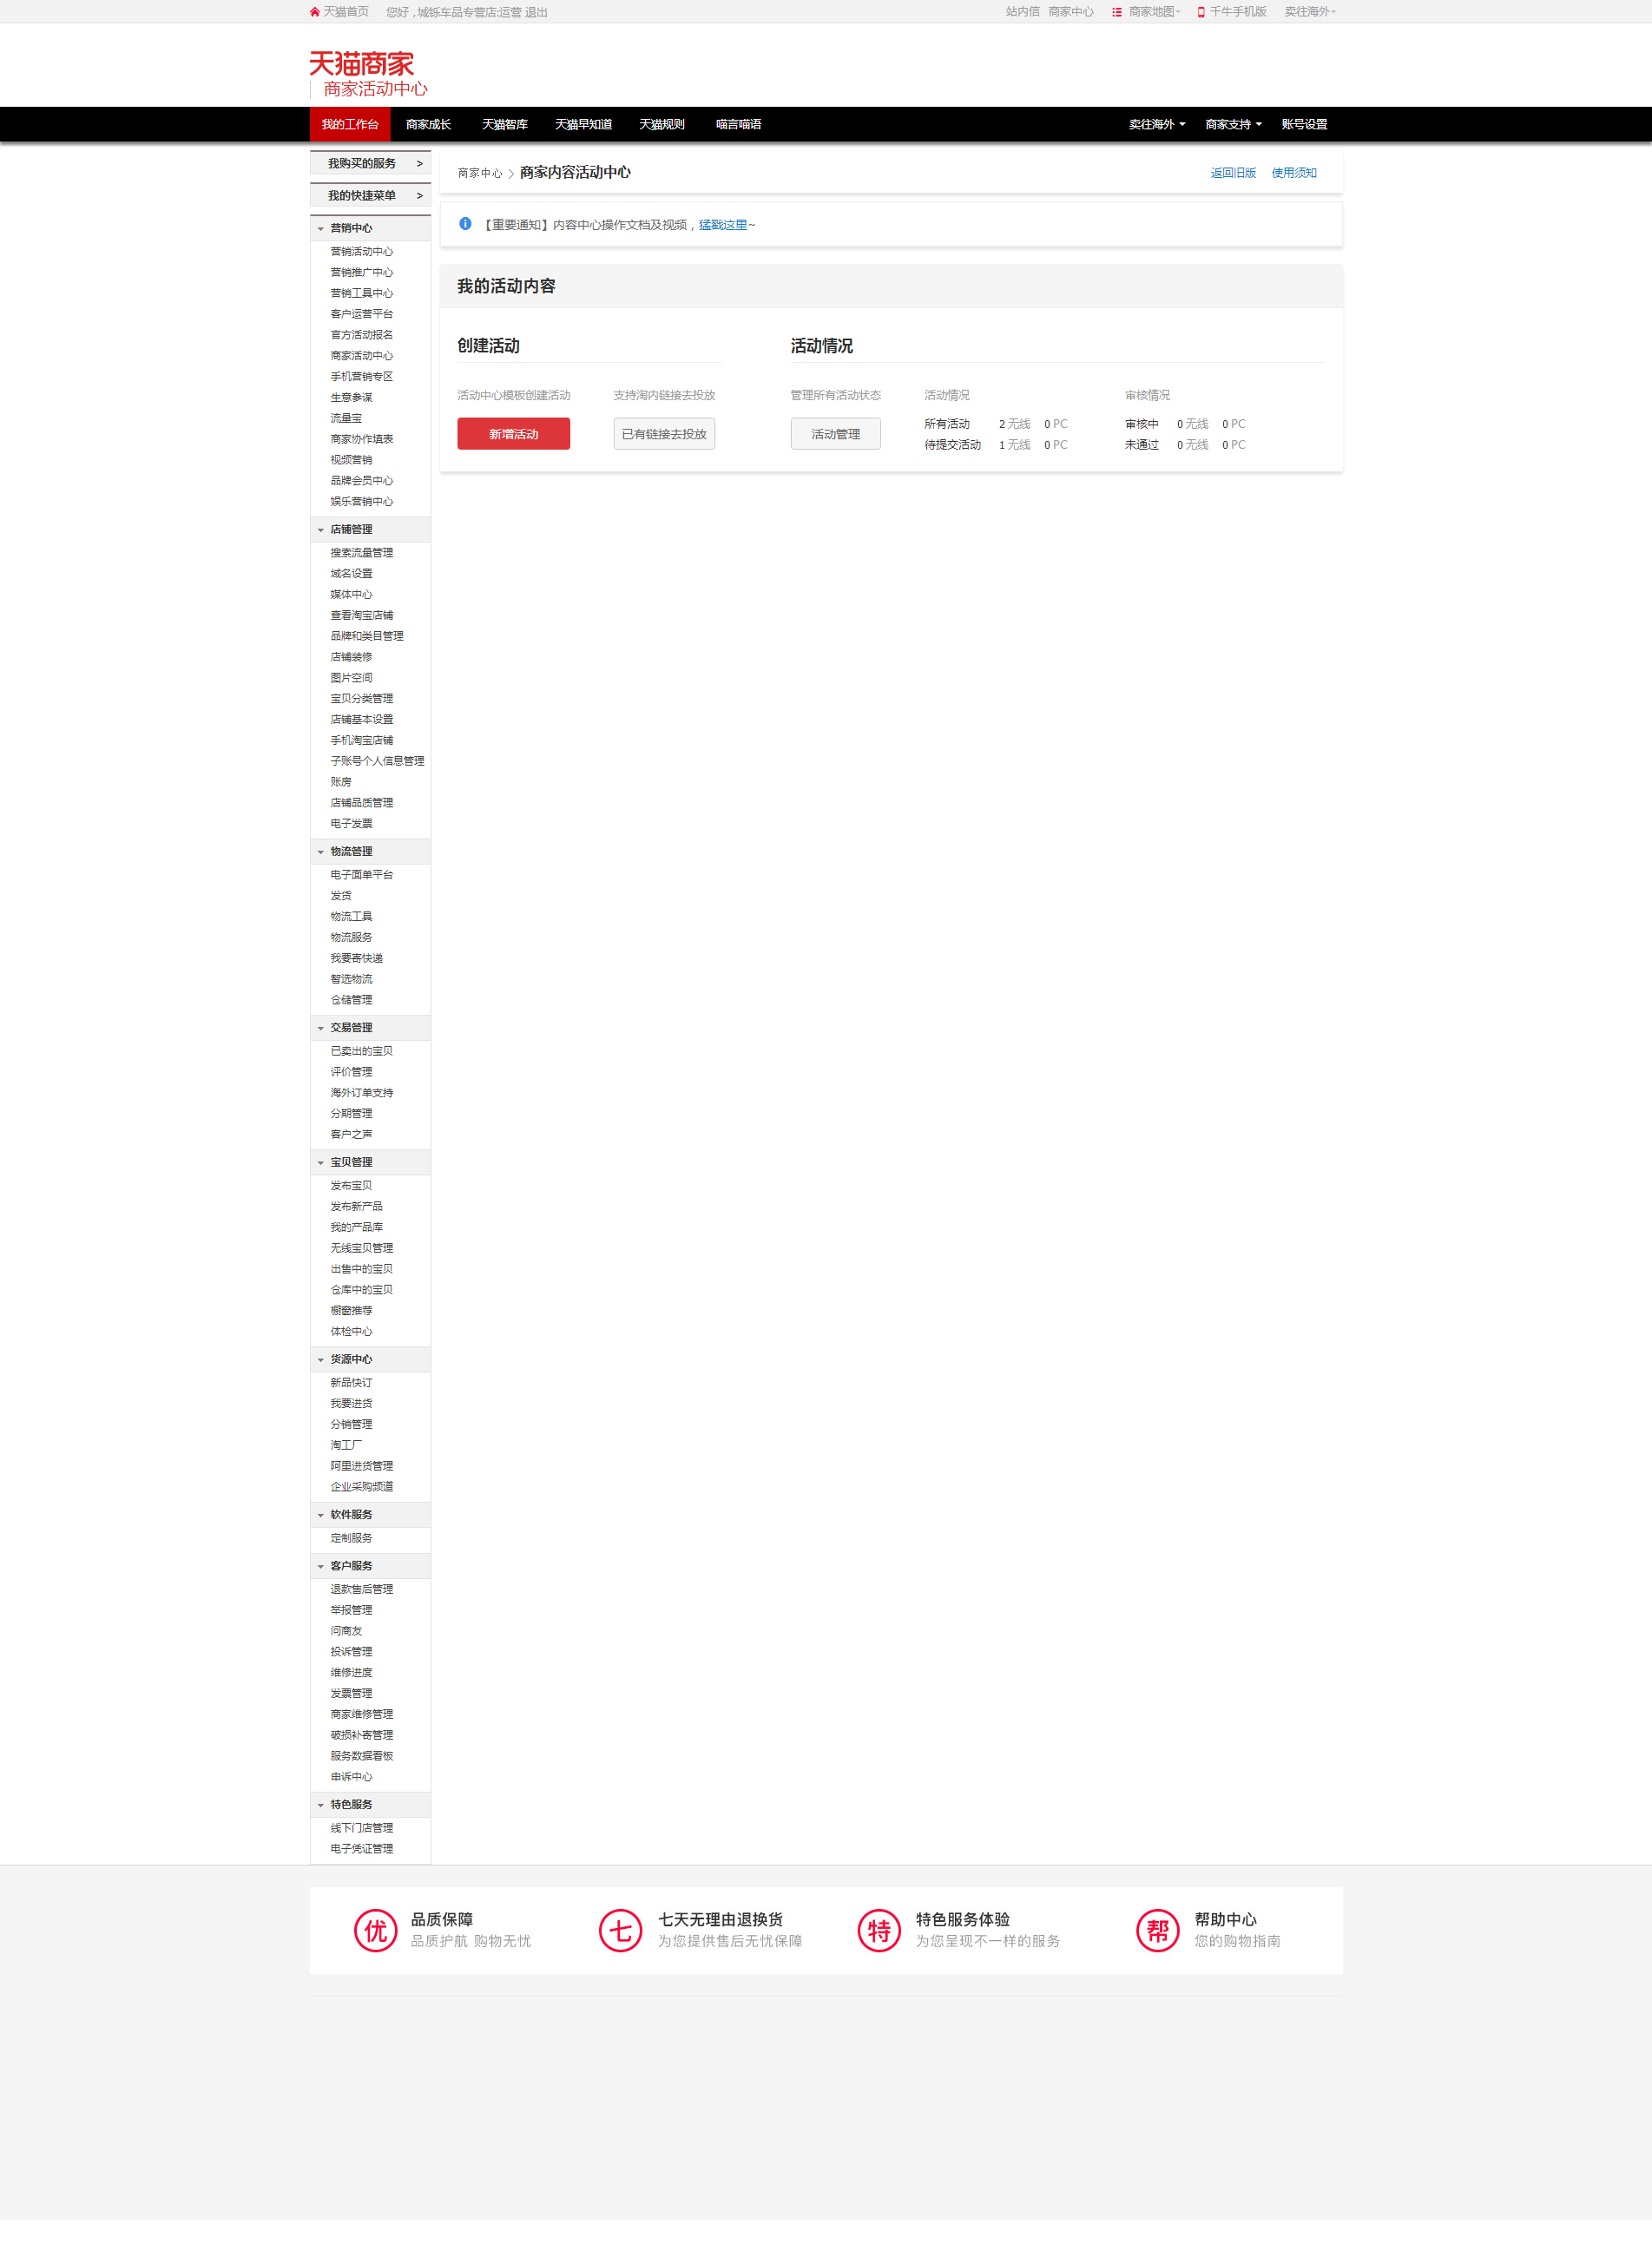 天猫首页 您好 , 城铄车品专营店:运营 退出 站内信 商家中心 商家地图 千牛手机版 卖往海外
天猫商家
商家活动中心
我的工作台 商家成长 天猫智库 天猫早知道 天猫规则 喵言喵语 卖往海外 商家支持 账号设置
我购买的服务 >
我的快捷菜单 >
营销中心
营销活动中心
营销推广中心
营销工具中心
客户运营平台
官方活动报名
商家活动中心
手机营销专区
生意参谋
流量宝
商家协作填表
视频营销
品牌会员中心
娱乐营销中心
店铺管理
搜索流量管理
域名设置
媒体中心
查看淘宝店铺
品牌和类目管理
店铺装修
图片空间
宝贝分类管理
店铺基本设置
手机淘宝店铺
子账号个人信息管理
账房
店铺品质管理
电子发票
物流管理
电子面单平台
发货
物流工具
物流服务
我要寄快递
智选物流
仓储管理
交易管理
已卖出的宝贝
评价管理
海外订单支持
分期管理
客户之声
宝贝管理
发布宝贝
发布新产品
我的产品库
无线宝贝管理
出售中的宝贝
仓库中的宝贝
橱窗推荐
体检中心
货源中心
新品快订
我要进货
分销管理
淘工厂
阿里进货管理
企业采购频道
软件服务
定制服务
客户服务
退款售后管理
举报管理
问商友
投诉管理
维修进度
发票管理
商家维修管理
破损补寄管理
服务数据看板
申诉中心
特色服务
线下门店管理
电子凭证管理
商家中心 > 商家内容活动中心 返回旧版 使用须知
【重要通知】内容中心操作文档及视频，猛戳这里~
我的活动内容
创建活动 活动情况
活动中心模板创建活动 支持淘内链接去投放 管理所有活动状态 活动情况 审核情况
新增活动 已有链接去投放 活动管理
所有活动 2 无线 0 PC 审核中 0 无线 0 PC
待提交活动 1 无线 0 PC 未通过 0 无线 0 PC
优 品质保障 七 七天无理由退换货 特 特色服务体验 帮 帮助中心
品质护航 购物无忧 为您提供售后无忧保障 为您呈现不一样的服务 您的购物指南